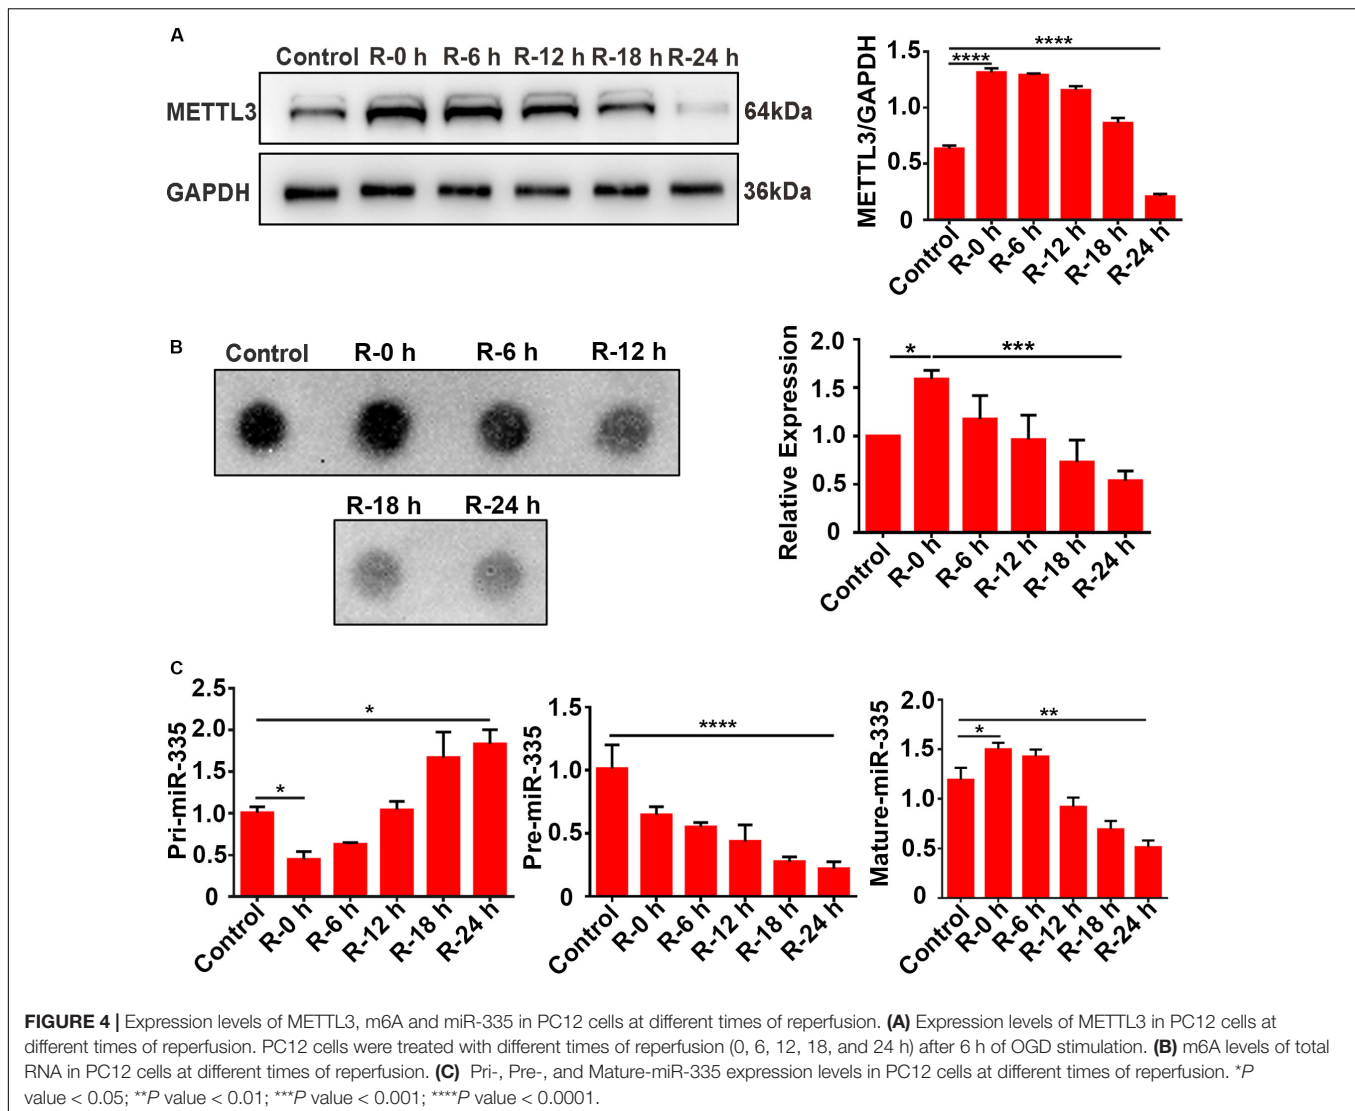 A
Control R-0 h R-6 h R-12 h R-18 h R-24 h
METTL3
64kDa
GAPDH
36kDa
METTL3/GAPDH
1.5
1.0
0.5
0
****
****
Control R-0 h R-6 h R-12 h R-18 h R-24 h
B
Control R-0 h R-6 h R-12 h
R-18 h R-24 h
Relative Expression
2.0
1.5
1.0
0.5
0
*
***
Control R-0 h R-6 h R-12 h R-18 h R-24 h
C
Pri-miR-335
2.5
2.0
1.5
1.0
0.5
0
*
*
Control R-0 h R-6 h R-12 h R-18 h R-24 h
Pre-miR-335
1.5
1.0
0.5
0
****
Control R-0 h R-6 h R-12 h R-18 h R-24 h
Mature-miR-335
2.0
1.5
1.0
0.5
0
**
*
Control R-0 h R-6 h R-12 h R-18 h R-24 h
FIGURE 4 | Expression levels of METTL3, m6A and miR-335 in PC12 cells at different times of reperfusion. (A) Expression levels of METTL3 in PC12 cells at
different times of reperfusion. PC12 cells were treated with different times of reperfusion (0, 6, 12, 18, and 24 h) after 6 h of OGD stimulation. (B) m6A levels of total
RNA in PC12 cells at different times of reperfusion. (C) Pri-, Pre-, and Mature-miR-335 expression levels in PC12 cells at different times of reperfusion. *P
value < 0.05; **P value < 0.01; ***P value < 0.001; ****P value < 0.0001.